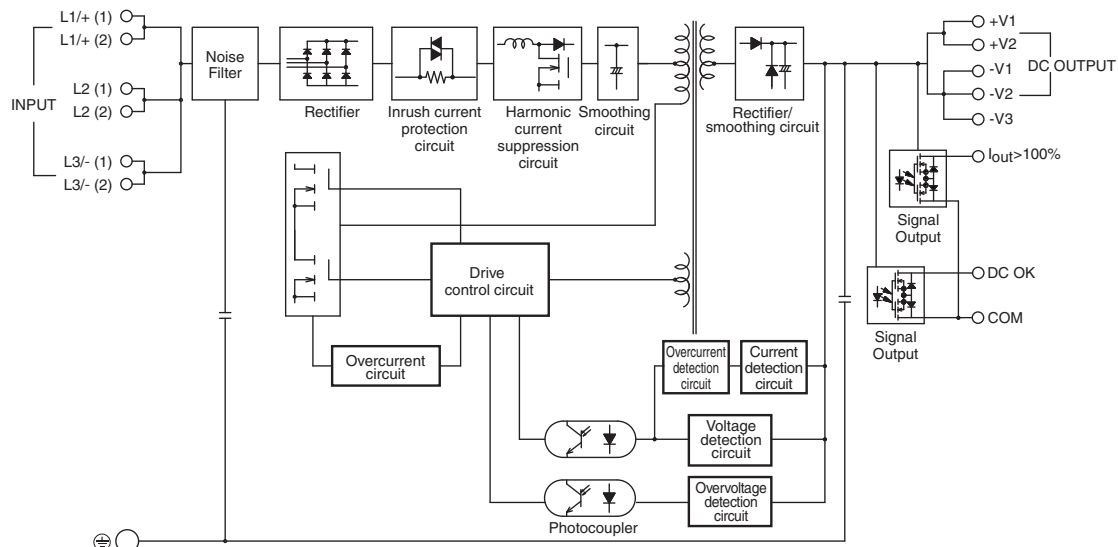 L1/+ (1)
L1/+ (2)
INPUT
L2 (1)
L2 (2)
L3/- (1)
L3/- (2)
Noise
Filter
Rectifier
Inrush current
protection
circuit
Harmonic
current
suppression
circuit
Smoothing
circuit
Rectifier/
smoothing circuit
+V1
+V2
DC OUTPUT
-V1
-V2
-V3
Iout>100%
Signal
Output
DC OK
COM
Signal
Output
Drive
control circuit
Overcurrent
circuit
Overcurrent
detection
circuit
Current
detection
circuit
Voltage
detection
circuit
Overvoltage
detection
circuit
Photocoupler